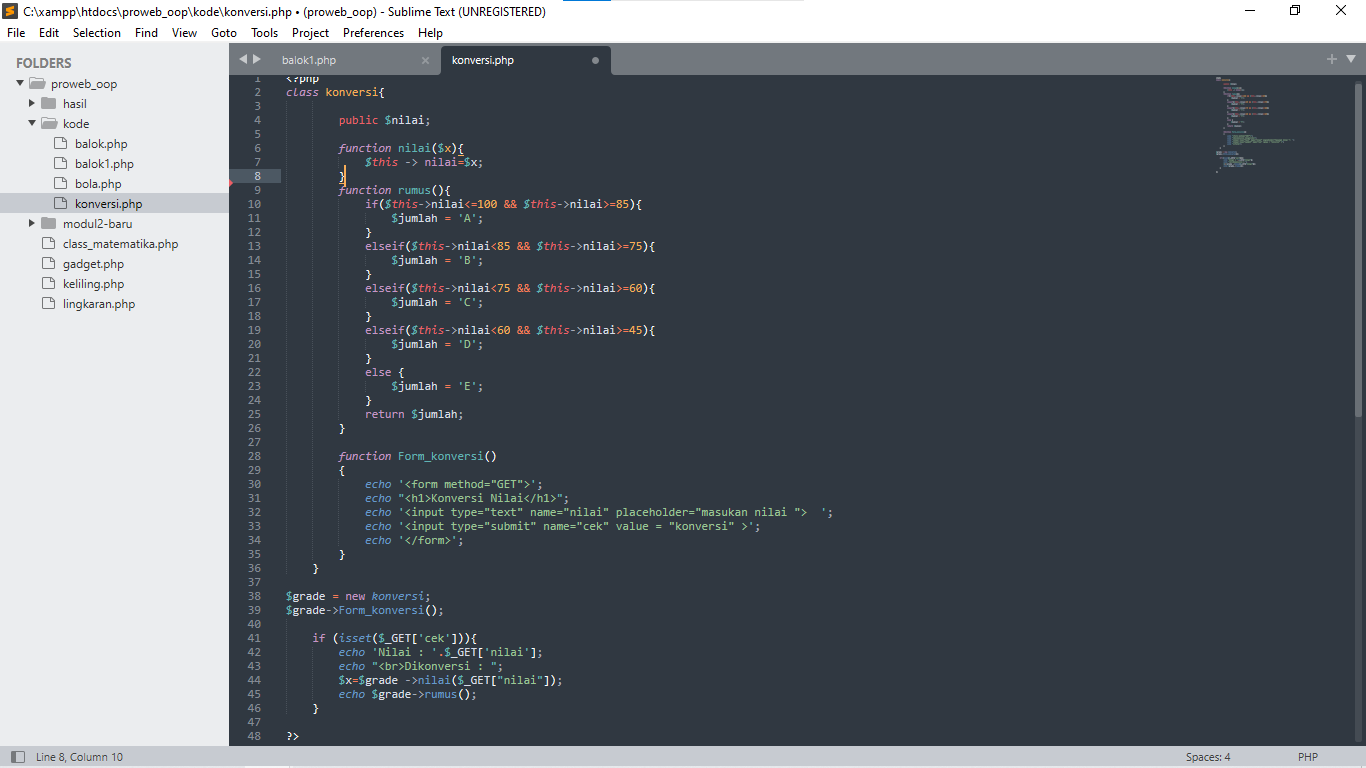 C:\xampp\htdocs\proweb_oop\kode\konversi.php • (proweb_oop) - Sublime Text (UNREGISTERED)
File Edit Selection Find View Goto Tools Project Preferences Help
FOLDERS
proweb_oop
hasil
kode
balok.php
balok1.php
bola.php
konversi.php
modul2-baru
class_matematika.php
gadget.php
keliling.php
lingkaran.php
balok1.php × konversi.php
1 <?php
2 class konversi{
3
4 public $nilai;
5
6 function nilai($x){
7 $this -> nilai=$x;
8 }
9 function rumus(){
10 if($this->nilai<=100 && $this->nilai>=85){
11 $jumlah = 'A';
12 }
13 elseif($this->nilai<85 && $this->nilai>=75){
14 $jumlah = 'B';
15 }
16 elseif($this->nilai<75 && $this->nilai>=60){
17 $jumlah = 'C';
18 }
19 elseif($this->nilai<60 && $this->nilai>=45){
20 $jumlah = 'D';
21 }
22 else {
23 $jumlah = 'E';
24 }
25 return $jumlah;
26 }
27
28 function Form_konversi()
29 {
30 echo '<form method="GET">';
31 echo "<h1>Konversi Nilai</h1>";
32 echo '<input type="text" name="nilai" placeholder="masukan nilai ">  ';
33 echo '<input type="submit" name="cek" value = "konversi" >';
34 echo '</form>';
35 }
36 }
37
38 $grade = new konversi;
39 $grade->Form_konversi();
40
41 if (isset($_GET['cek'])){
42 echo 'Nilai : '.$_GET['nilai'];
43 echo "<br>Dikonversi : ";
44 $x=$grade ->nilai($_GET["nilai"]);
45 echo $grade->rumus();
46 }
47
48 ?>
Line 8, Column 10 Spaces: 4 PHP